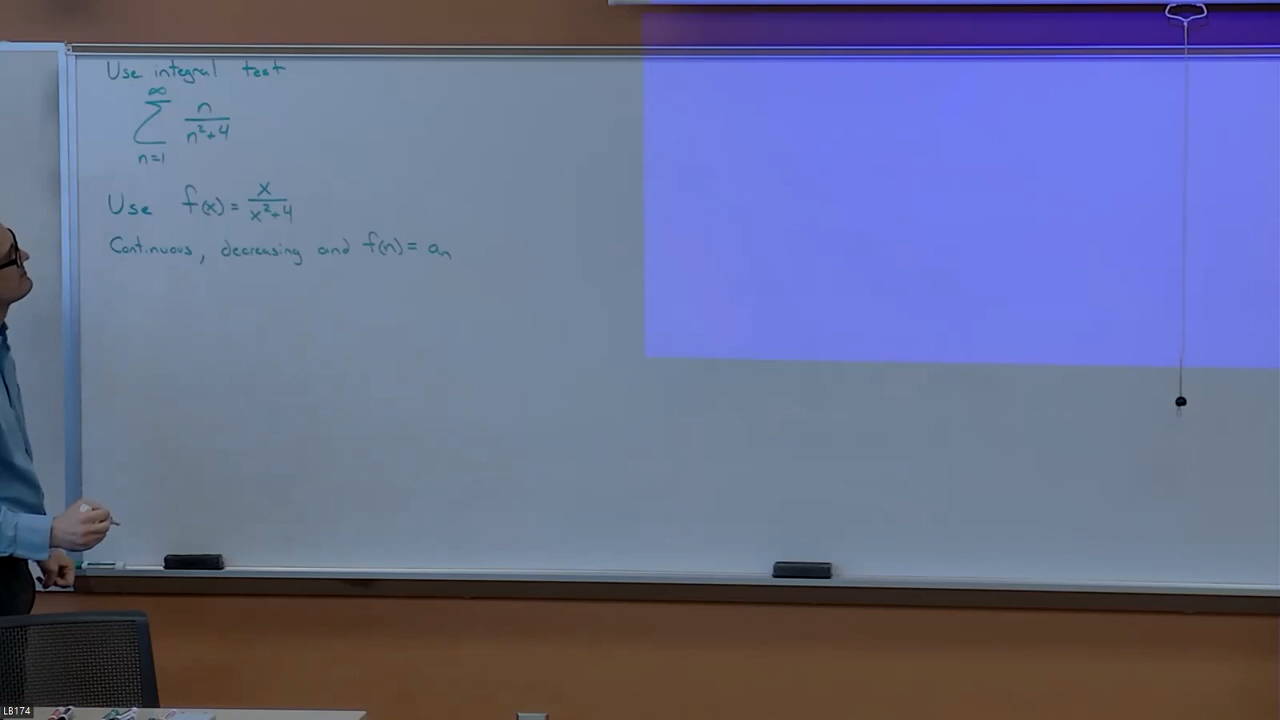 Use integral test
∞
∑ n/(n²+4)
n=1
Use f(x) = x/(x²+4)
Continuous, decreasing and f(n) = aₙ
LB174